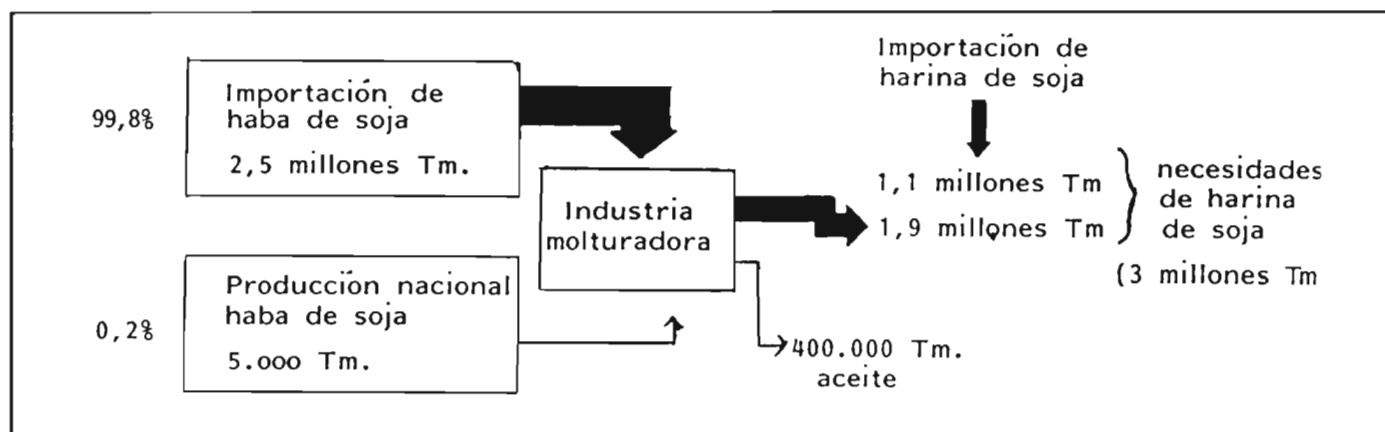 99,8%
Importación de
haba de soja
2,5 millones Tm.
0,2%
Producción nacional
haba de soja
5.ooo Tm.
Industria
molturadora
Importación de
harina de soja
1,1 millones Tm
1,9 millones Tm
necesidades
de harina
de soja
(3 millones Tm
400.000 Tm.
aceite